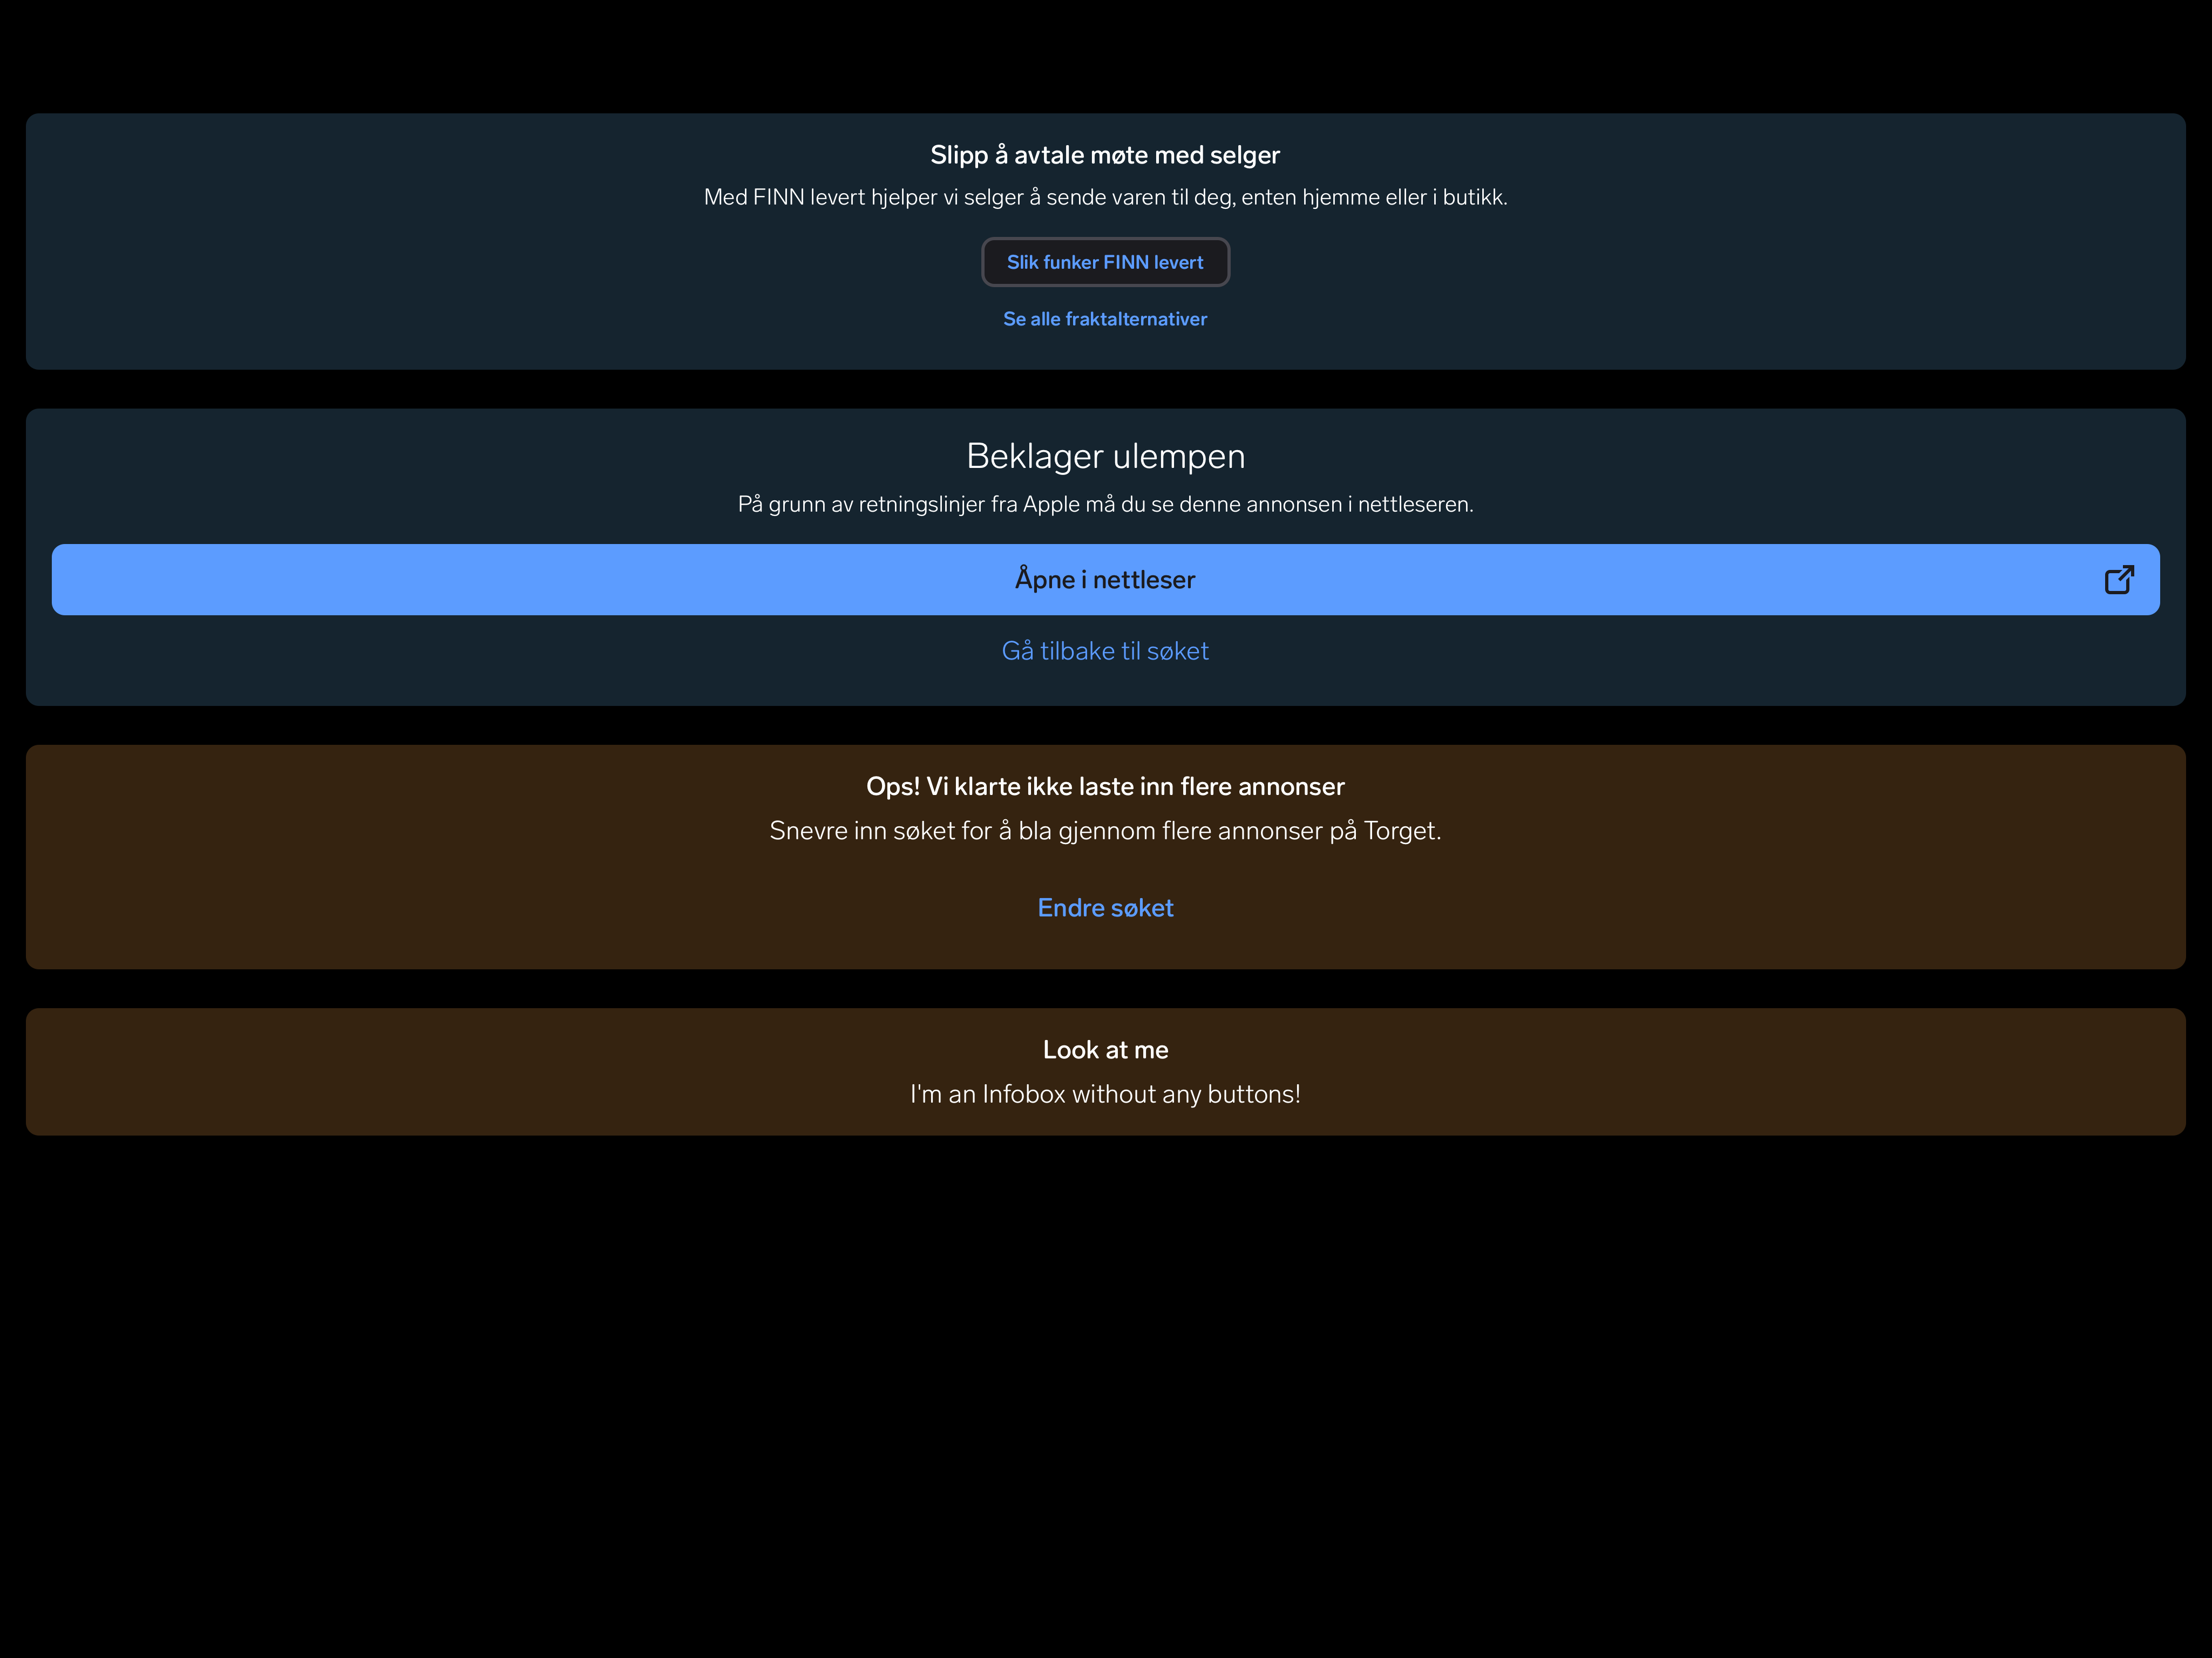 Slipp å avtale møte med selger
Med FINN levert hjelper vi selger å sende varen til deg, enten hjemme eller i butikk.
Slik funker FINN levert
Se alle fraktalternativer
Beklager ulempen
På grunn av retningslinjer fra Apple må du se denne annonsen i nettleseren.
Åpne i nettleser
Gå tilbake til søket
Ops! Vi klarte ikke laste inn flere annonser
Snevre inn søket for å bla gjennom flere annonser på Torget.
Endre søket
Look at me
I'm an Infobox without any buttons!